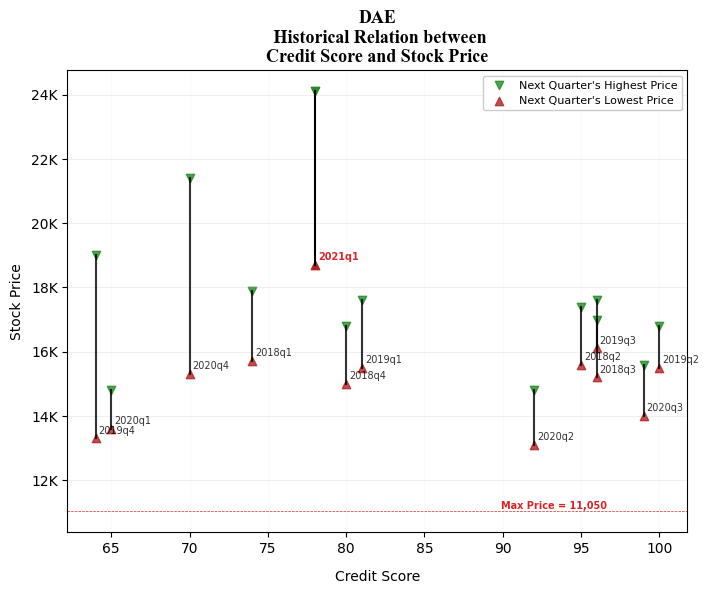 DAE
Historical Relation between
Credit Score and Stock Price
Next Quarter's Highest Price
Next Quarter's Lowest Price
Stock Price
24K
22K
20K
18K
16K
14K
12K
2021q1
2020q4
2018q1
2019q1
2018q4
2020q1
2019q4
2019q3
2018q2
2018q3
2019q2
2020q3
2020q2
Max Price = 11,050
65
70
75
80
85
90
95
100
Credit Score